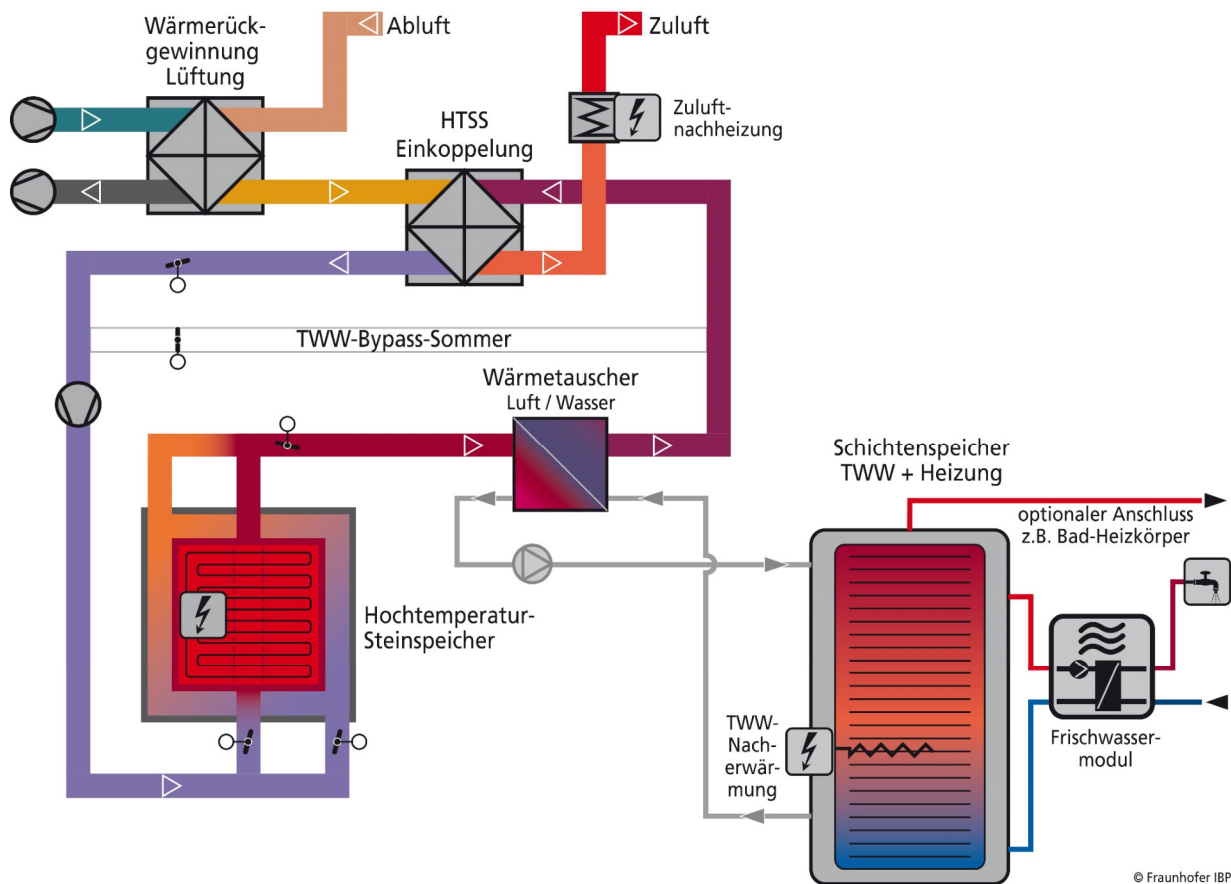 Wärmerück-
gewinnung
Lüftung
Abluft
Zuluft
HTSS
Einkoppelung
Zuluft-
nachheizung
TWW-Bypass-Sommer
Wärmetauscher
Luft / Wasser
Schichtenspeicher
TWW + Heizung
optionaler Anschluss
z.B. Bad-Heizkörper
Hochtemperatur-
Steinspeicher
TWW-
Nach-
erwär-
mung
Frischwasser-
modul
© Fraunhofer IBP